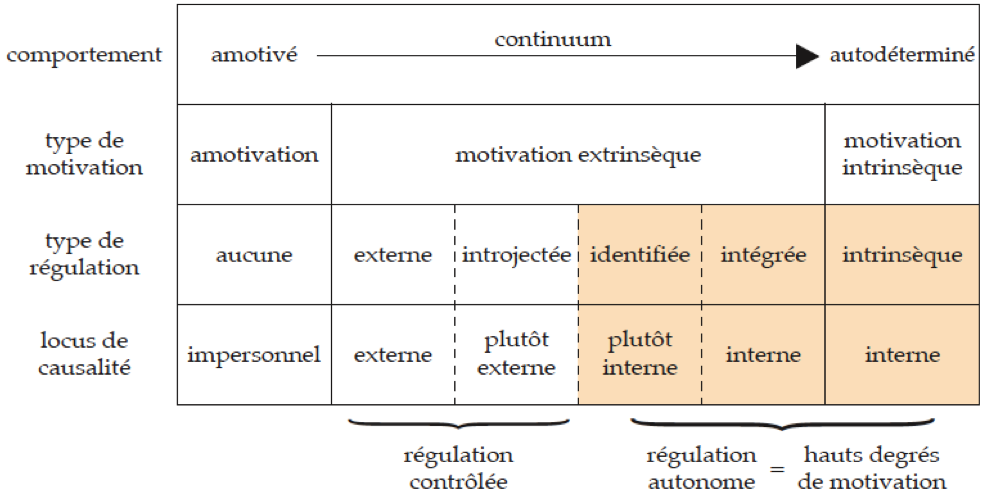 comportement
amotivé
continuum
autodéterminé
type de
motivation
amotivation
motivation extrinsèque
motivation
intrinsèque
type de
régulation
aucune
externe
introjectée
identifiée
intégrée
intrinsèque
locus de
causalité
impersonnel
externe
plutôt
externe
plutôt
interne
interne
interne
régulation
contrôlée
régulation
autonome
=
hauts degrés
de motivation